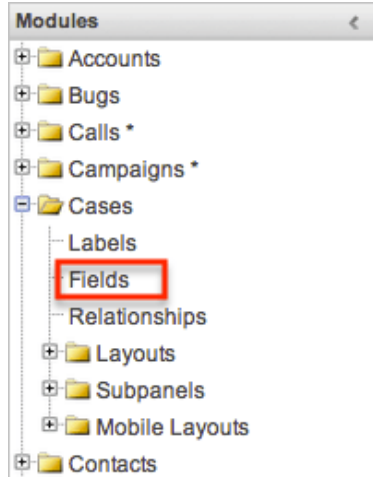 Modules
Accounts
Bugs
Calls *
Campaigns *
Cases
Labels
Fields
Relationships
Layouts
Subpanels
Mobile Layouts
Contacts